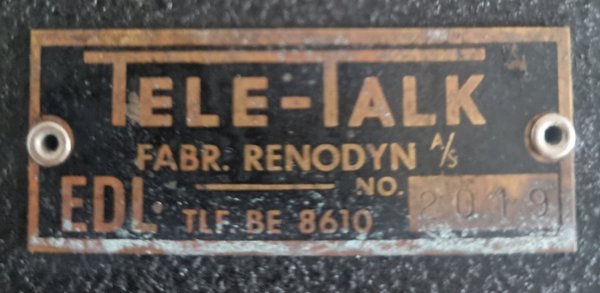 TELE-TALK
FABR. RENODYN A/S
NO. 2019
EDL. TLF. BE 8610